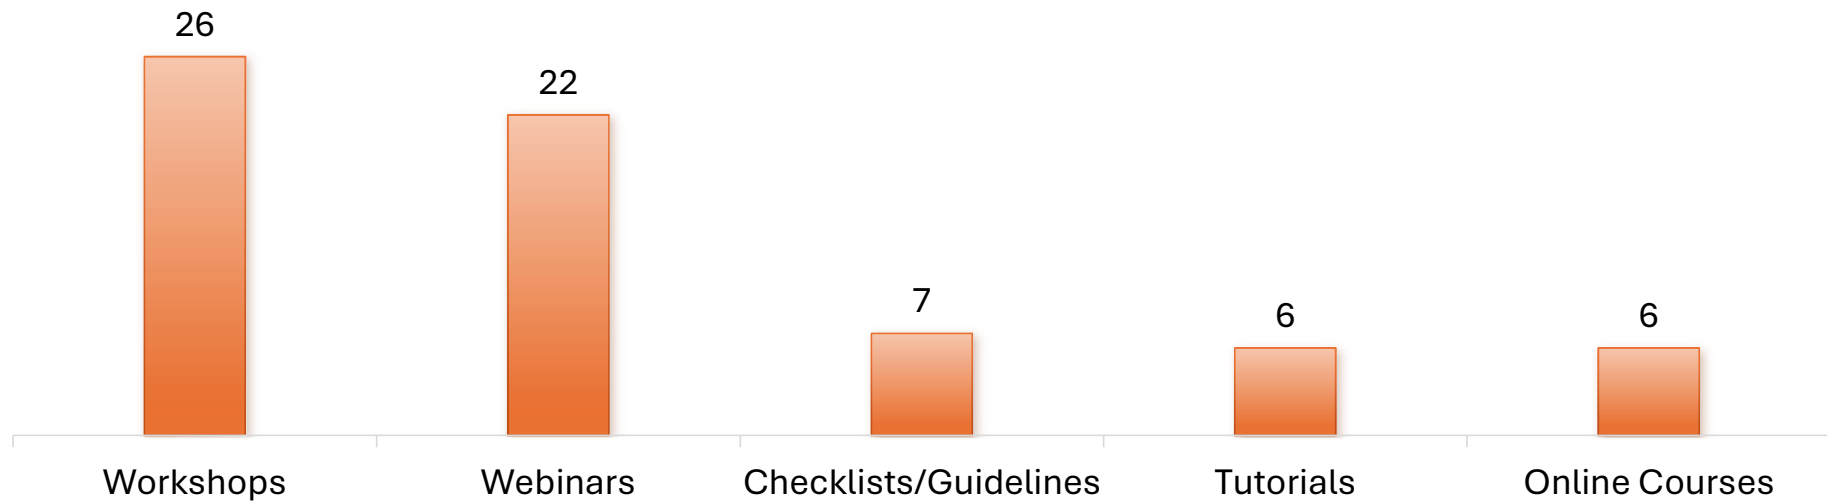 26
22
7
6
6
Workshops
Webinars
Checklists/Guidelines
Tutorials
Online Courses